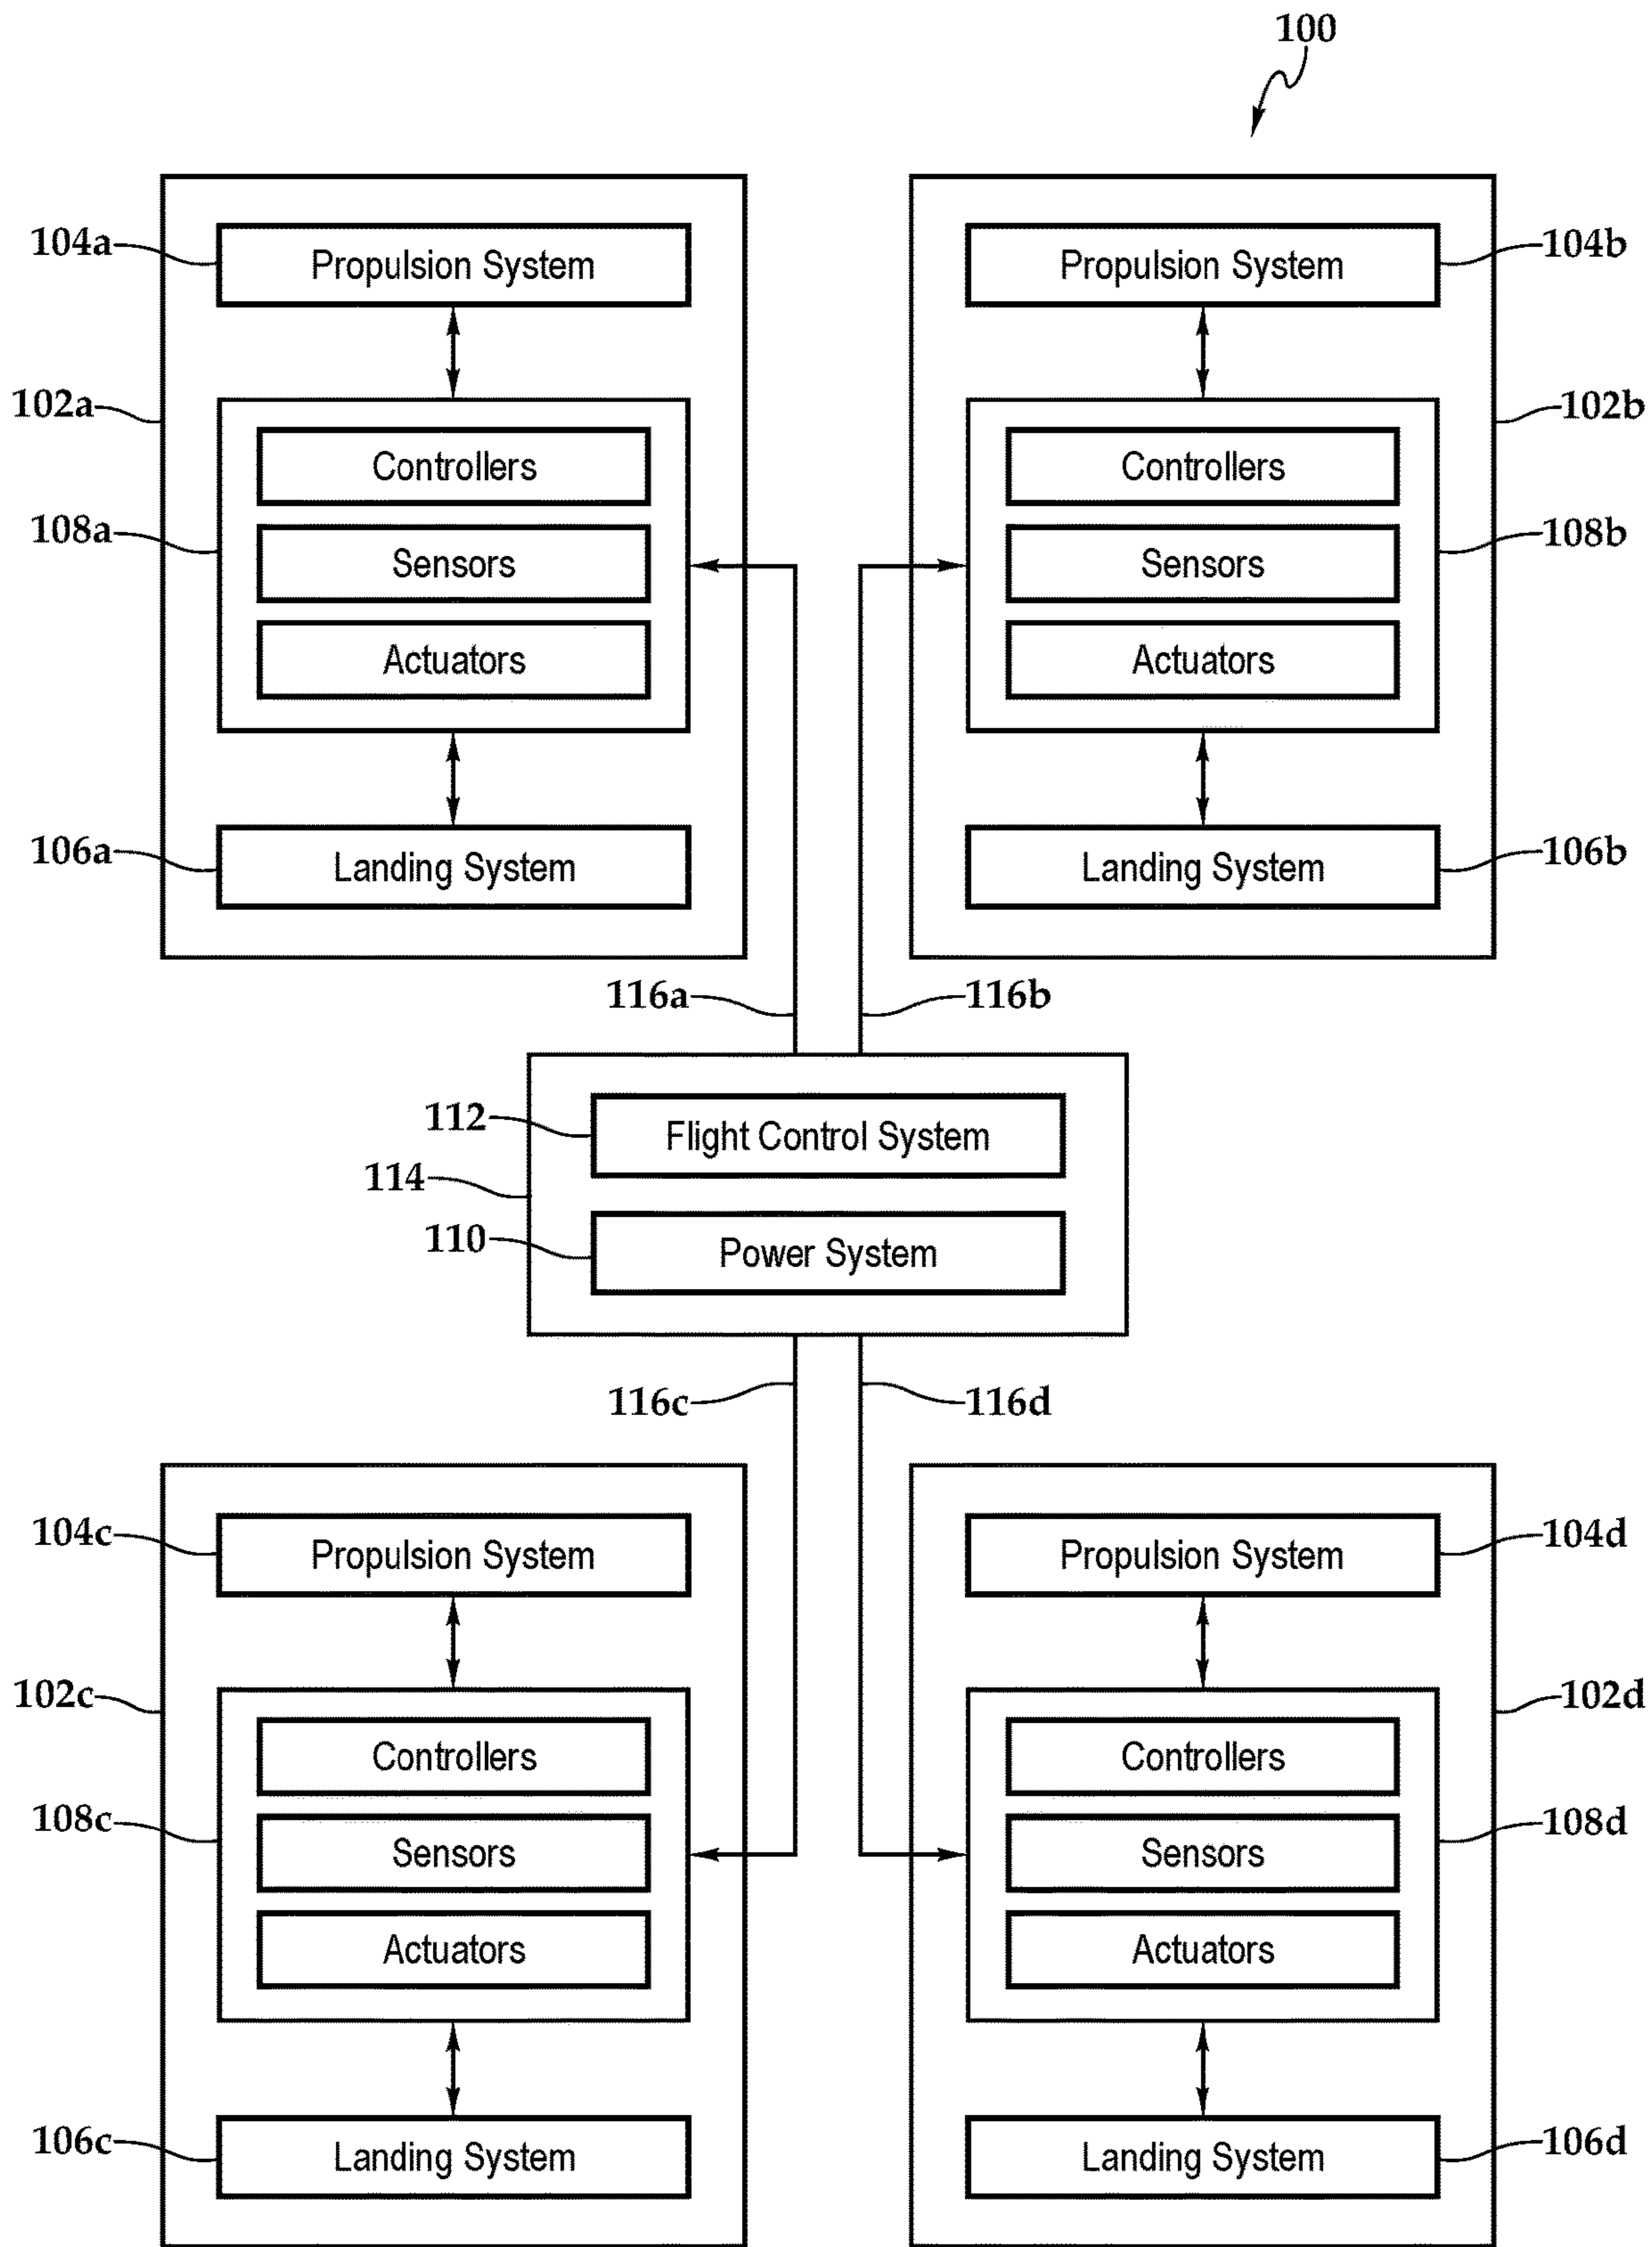 100
104a Propulsion System
Propulsion System 104b
102a
102b
Controllers
Controllers
108a Sensors
Sensors 108b
Actuators
Actuators
106a Landing System
Landing System 106b
116a 116b
112 Flight Control System
114
110 Power System
116c 116d
104c Propulsion System
Propulsion System 104d
102c
102d
Controllers
Controllers
108c Sensors
Sensors 108d
Actuators
Actuators
106c Landing System
Landing System 106d